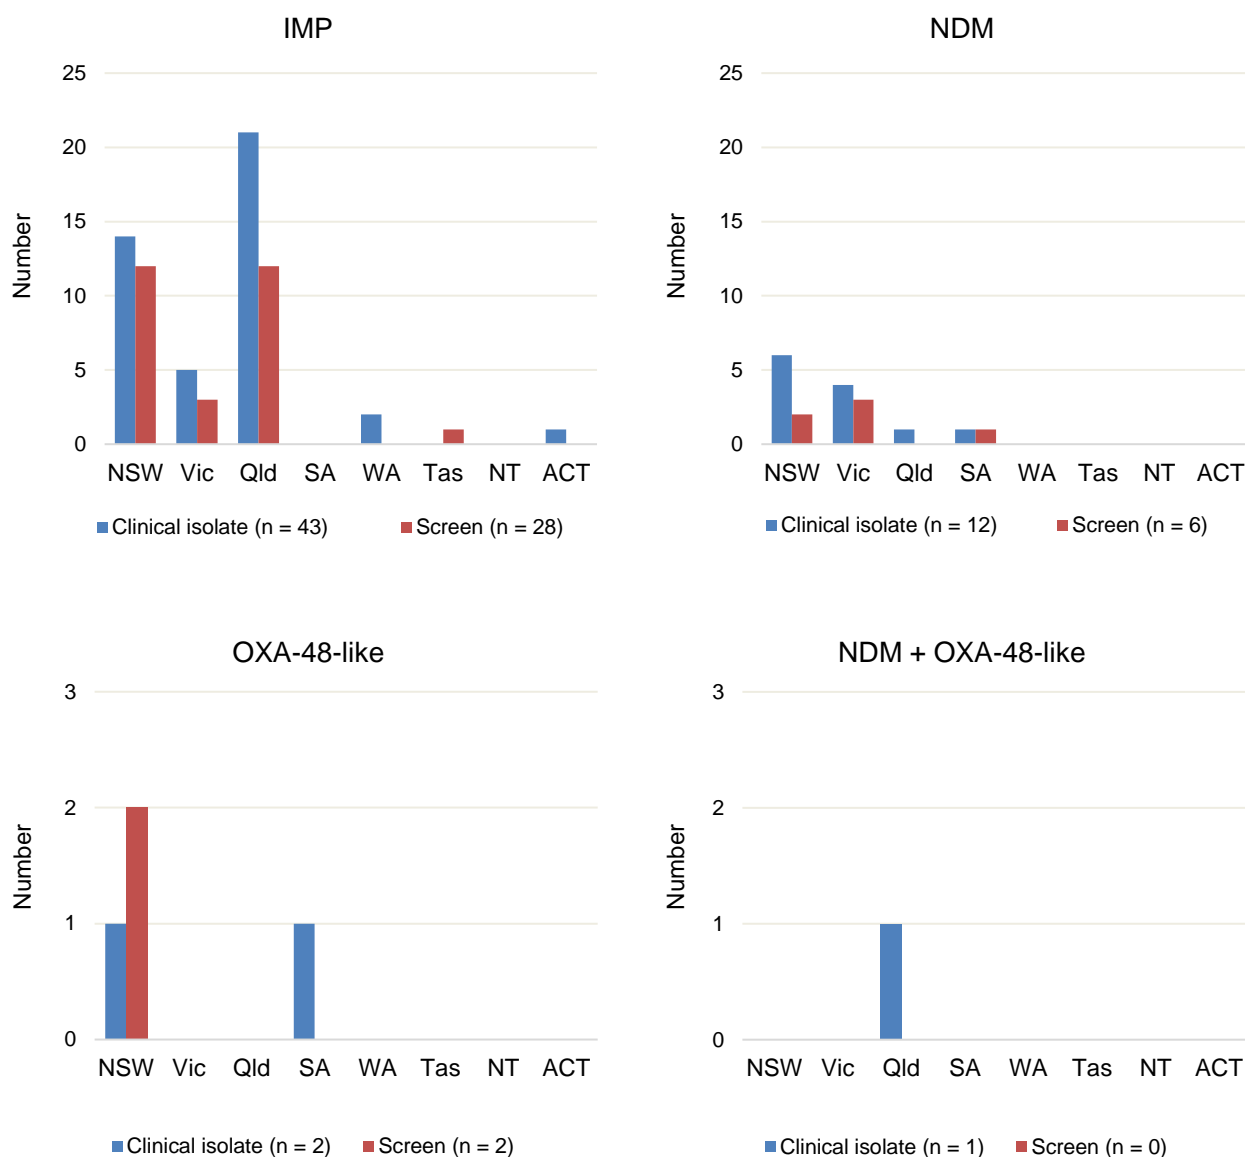 IMP
25
20
15
10
5
0
Number
NSW Vic Qld SA WA Tas NT ACT
Clinical isolate (n = 43) Screen (n = 28)
NDM
25
20
15
10
5
0
Number
NSW Vic Qld SA WA Tas NT ACT
Clinical isolate (n = 12) Screen (n = 6)
OXA-48-like
3
2
1
0
Number
NSW Vic Qld SA WA Tas NT ACT
Clinical isolate (n = 2) Screen (n = 2)
NDM + OXA-48-like
3
2
1
0
Number
NSW Vic Qld SA WA Tas NT ACT
Clinical isolate (n = 1) Screen (n = 0)